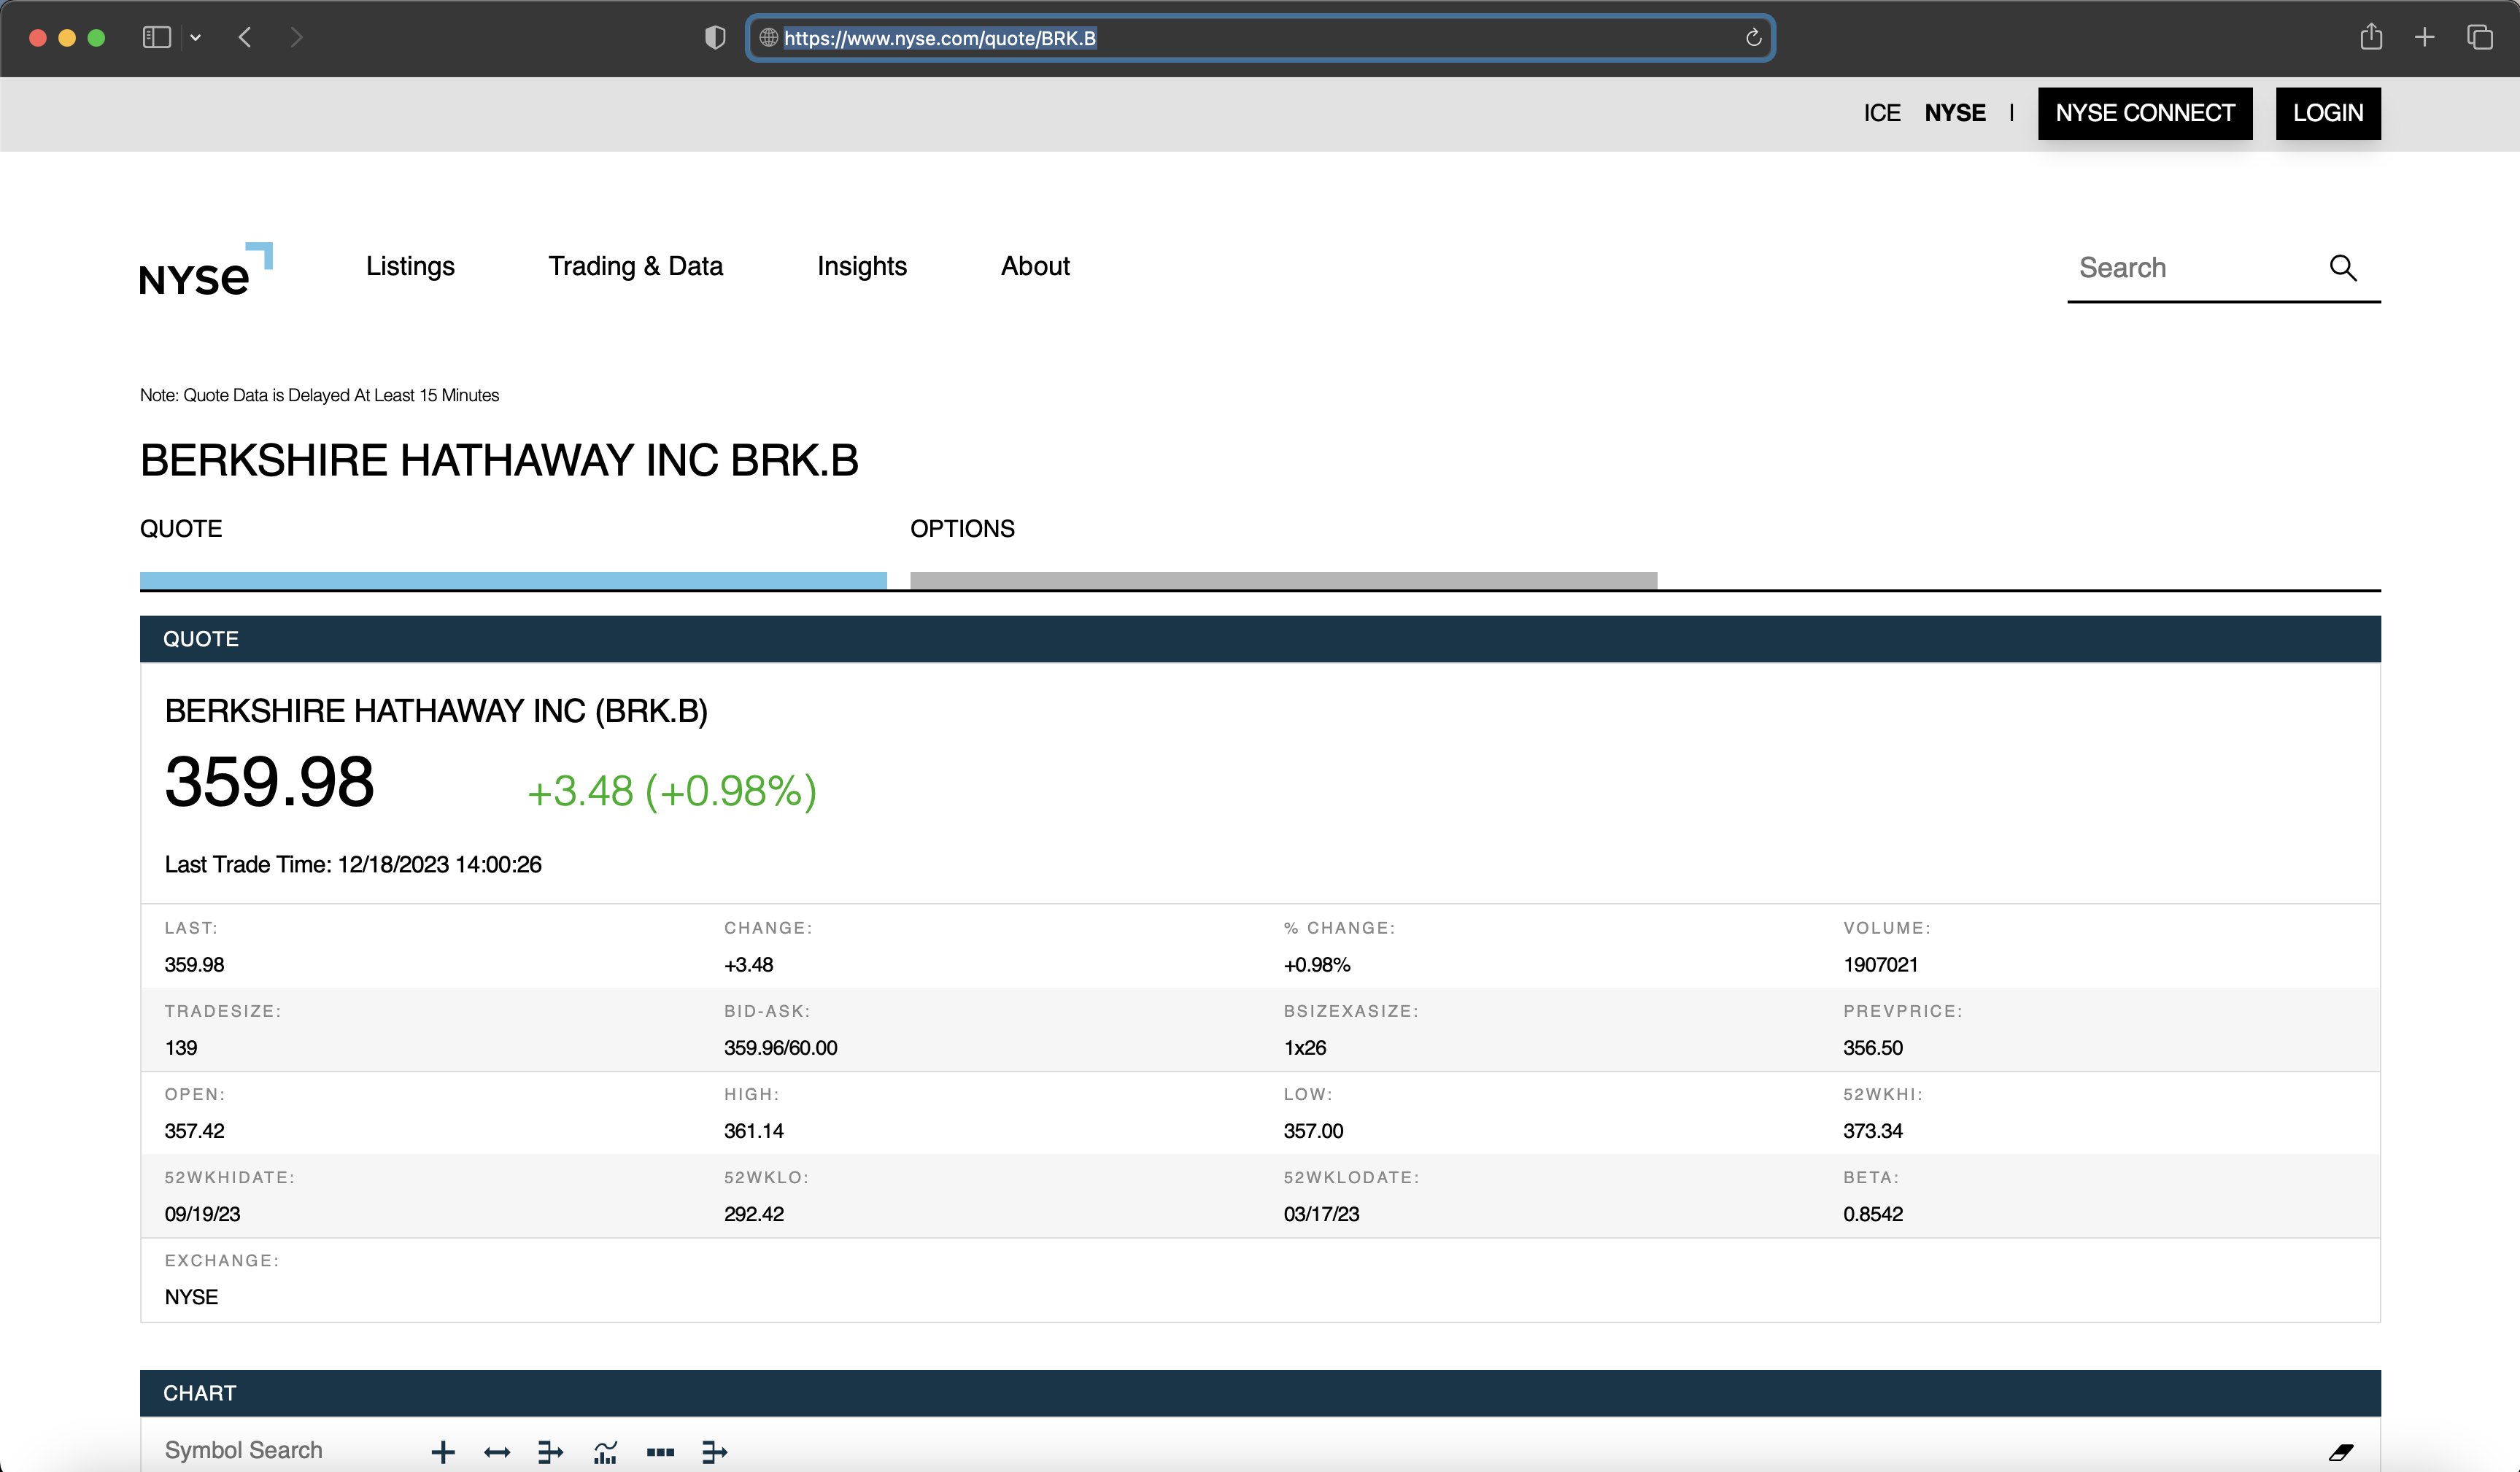 https://www.nyse.com/quote/BRK.B
ICE NYSE | NYSE CONNECT LOGIN
NYSe Listings Trading & Data Insights About Search
Note: Quote Data is Delayed At Least 15 Minutes
BERKSHIRE HATHAWAY INC BRK.B
QUOTE OPTIONS
QUOTE
BERKSHIRE HATHAWAY INC (BRK.B)
359.98 +3.48 (+0.98%)
Last Trade Time: 12/18/2023 14:00:26
LAST: CHANGE: % CHANGE: VOLUME:
359.98 +3.48 +0.98% 1907021
TRADESIZE: BID-ASK: BSIZEXASIZE: PREVPRICE:
139 359.96/60.00 1x26 356.50
OPEN: HIGH: LOW: 52WKHI:
357.42 361.14 357.00 373.34
52WKHIDATE: 52WKLO: 52WKLODATE: BETA:
09/19/23 292.42 03/17/23 0.8542
EXCHANGE:
NYSE
CHART
Symbol Search